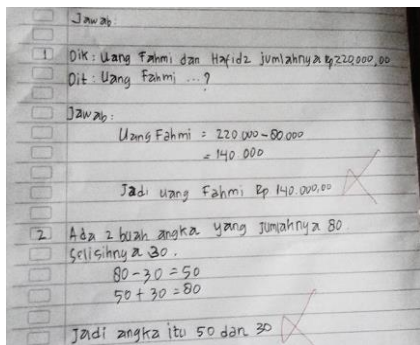 Jawab:
1 Dik: Uang Fahmi dan Hafidz jumlahnya Rp220.000,00
Dit: Uang Fahmi ...?
Jawab:
Uang Fahmi = 220 000 - 80.000
= 140.000
Jadi uang Fahmi Rp 140.000,00
2 Ada 2 buah angka yang jumlahnya 80.
Selisihnya 30.
80 - 30 = 50
50 + 30 = 80
Jadi angka itu 50 dan 30